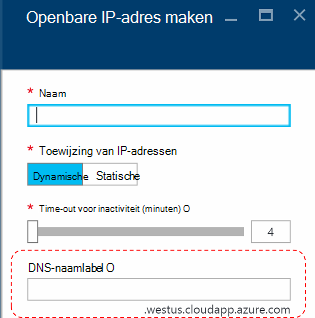 Openbare IP-adres maken
* Naam
* Toewijzing van IP-adressen
Dynamische Statische
* Time-out voor inactiviteit (minuten) O
4
DNS-naamlabel O
.westus.cloudapp.azure.com